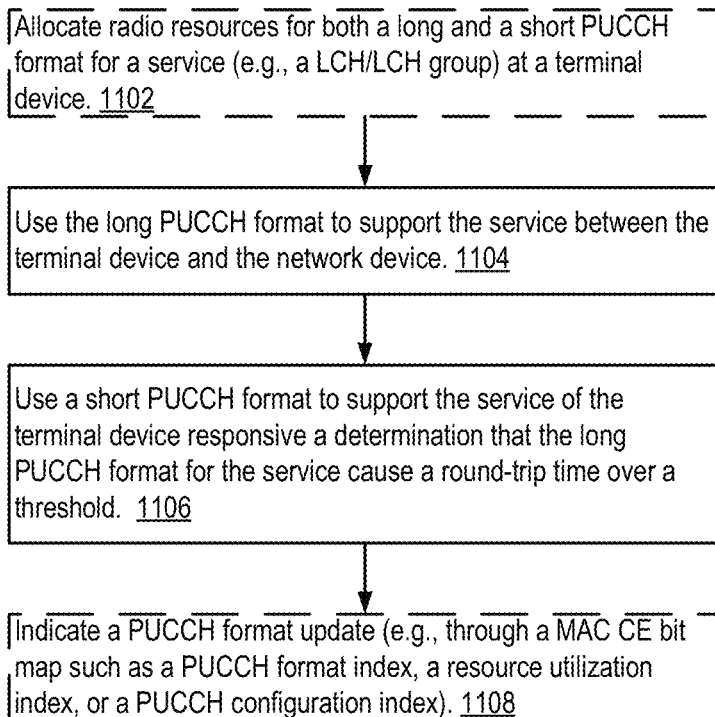 Allocate radio resources for both a long and a short PUCCH
format for a service (e.g., a LCH/LCH group) at a terminal
device. 1102
Use the long PUCCH format to support the service between the
terminal device and the network device. 1104
Use a short PUCCH format to support the service of the
terminal device responsive a determination that the long
PUCCH format for the service cause a round-trip time over a
threshold. 1106
Indicate a PUCCH format update (e.g., through a MAC CE bit
map such as a PUCCH format index, a resource utilization
index, or a PUCCH configuration index). 1108